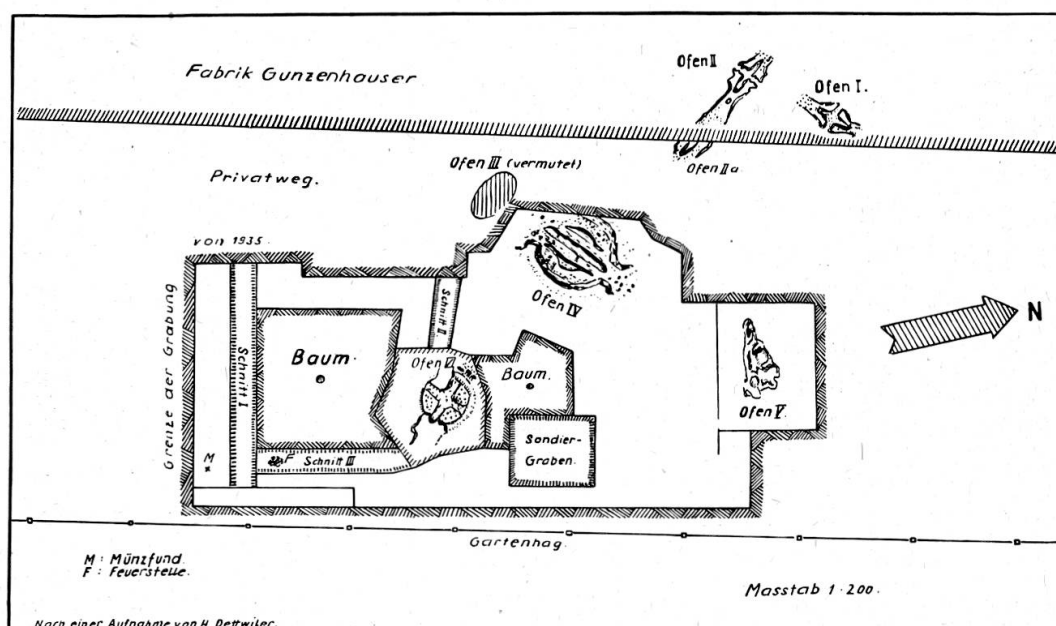 Fabrik Gunzenhauser
Ofen II
Ofen I.
Ofen IIa
Ofen III (vermutet)
Privatweg.
von 1935.
Grenze der Grabung
Schnitt I
Schnitt II
Ofen IV
N
Baum.
Ofen VI
Baum.
Ofen V.
Sondier-
Graben.
M
F
Schnitt III
Gartenhag.
M : Münzfund.
F : Feuerstelle.
Masstab 1:200.
Nach einer Aufnahme von H. Dettwiler.